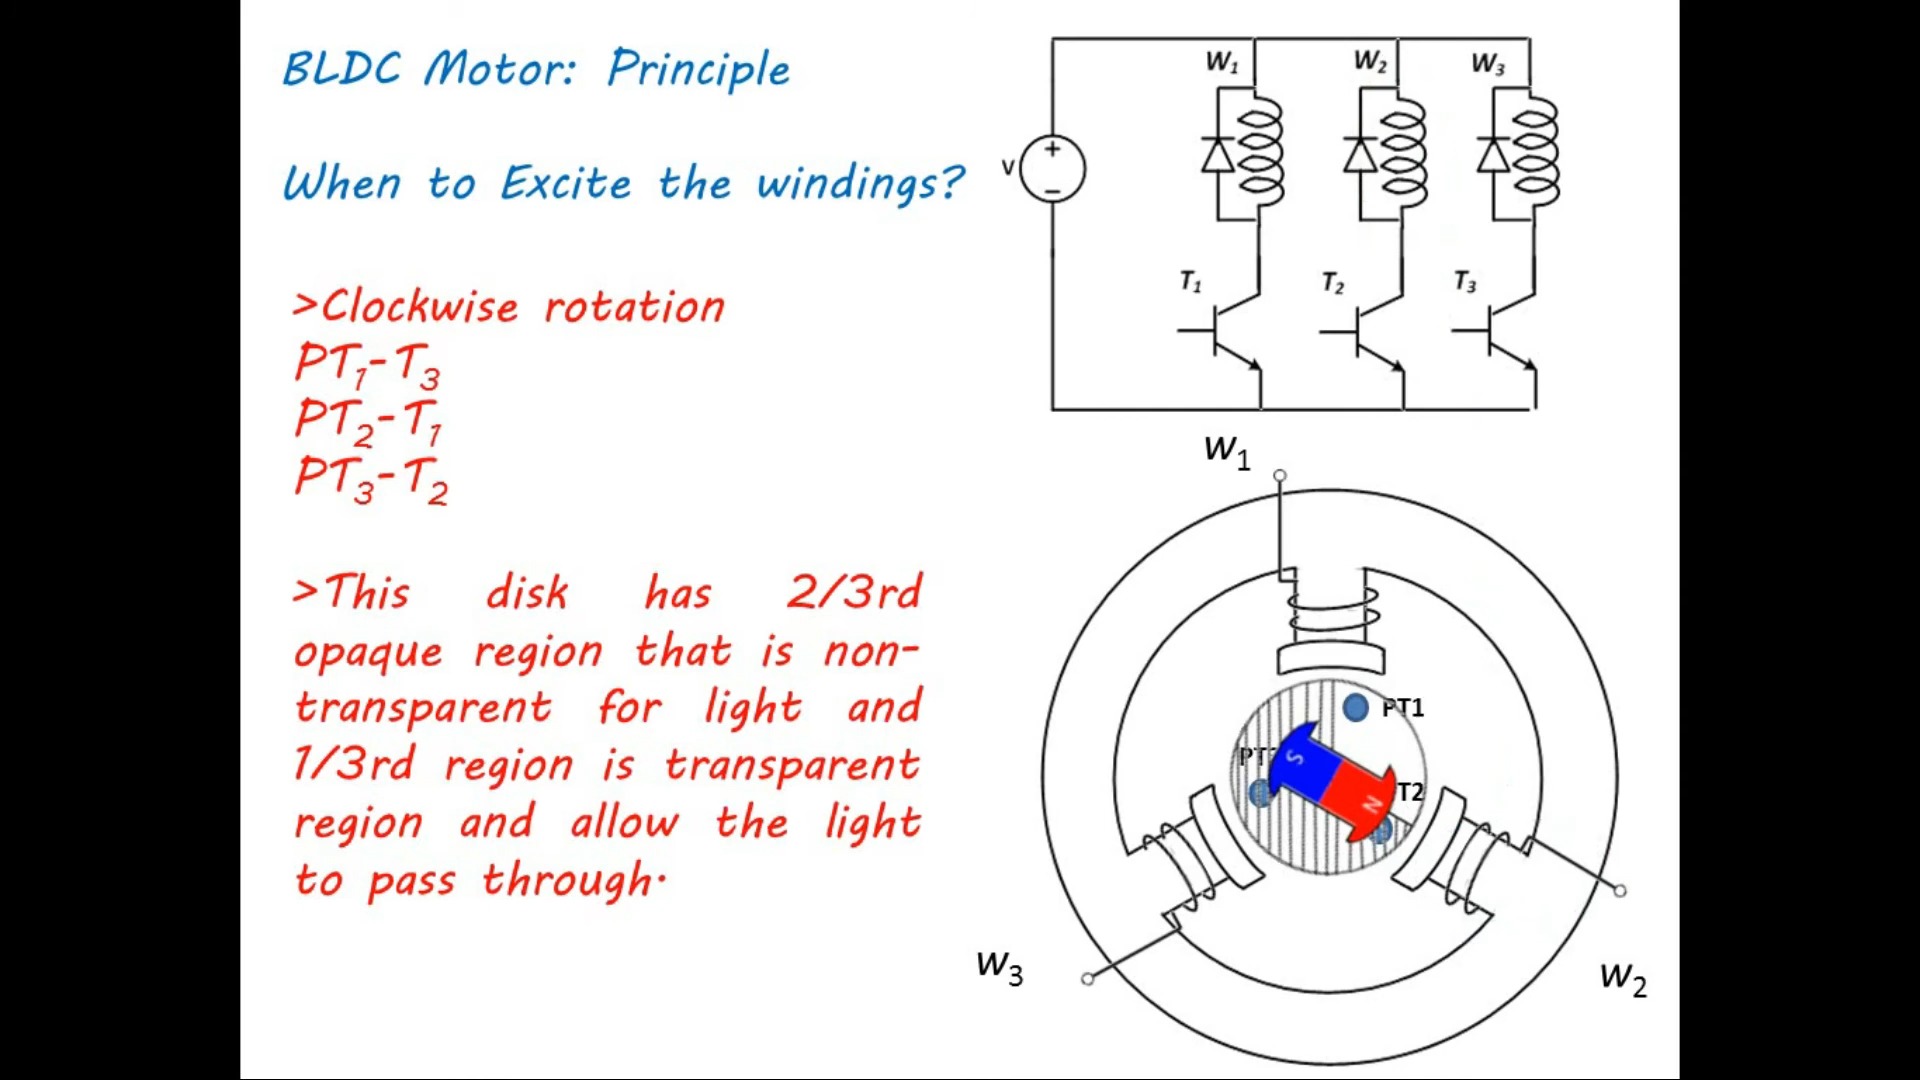 BLDC Motor: Principle
When to Excite the windings?
>Clockwise rotation
PT₁-T₃
PT₂-T₁
PT₃-T₂
>This disk has 2/3rd
opaque region that is non-
transparent for light and
1/3rd region is transparent
region and allow the light
to pass through.
W₁ W₂ W₃
+
V
−
T₁ T₂ T₃
W₁
PT1
PT
S
T2
N
W₃
W₂